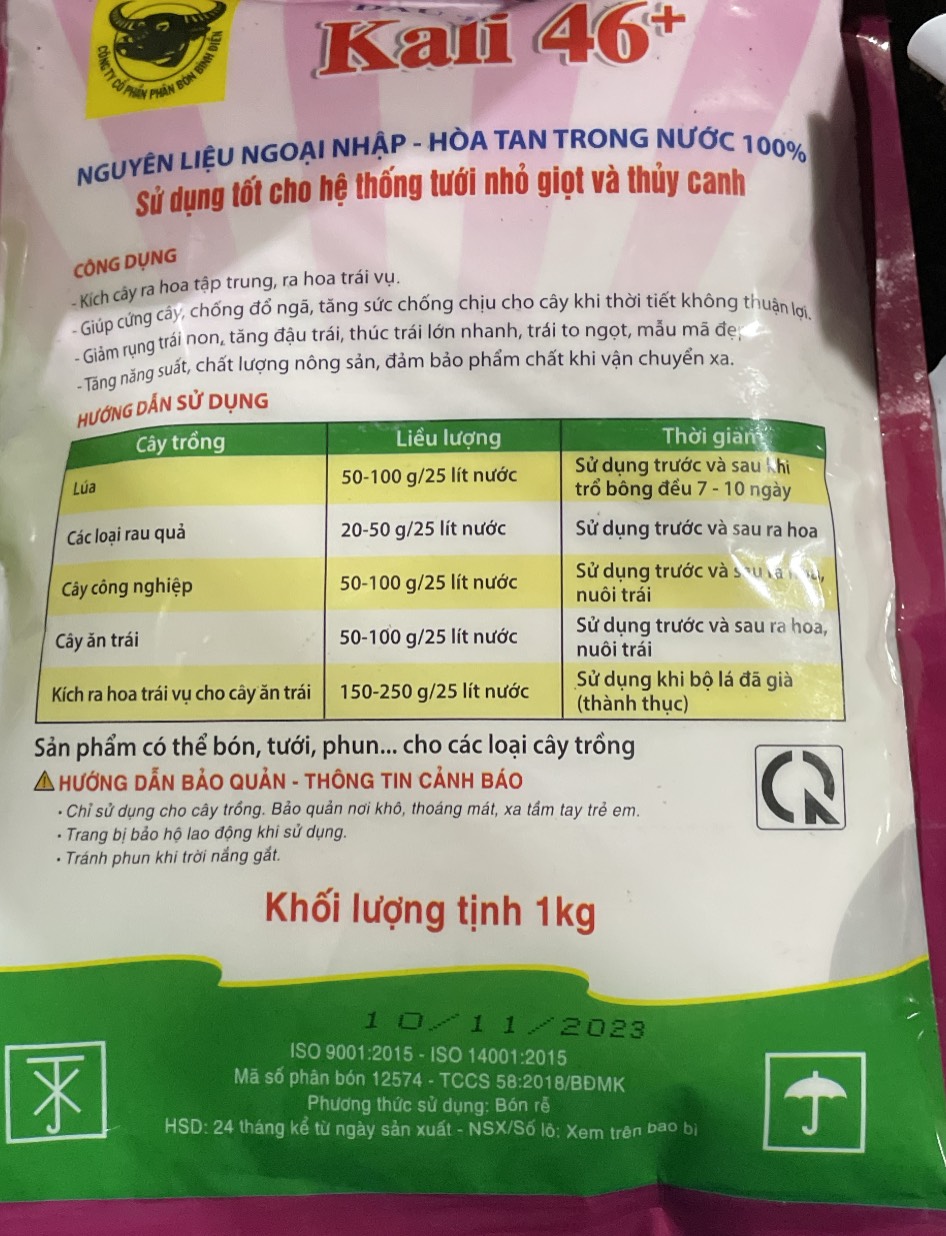 CÔNG TY CỔ PHẦN PHÂN BÓN BÌNH ĐIỀN
Kali 46+
NGUYÊN LIỆU NGOẠI NHẬP - HÒA TAN TRONG NƯỚC 100%
Sử dụng tốt cho hệ thống tưới nhỏ giọt và thủy canh
CÔNG DỤNG
- Kích cây ra hoa tập trung, ra hoa trái vụ.
- Giúp cứng cây, chống đổ ngã, tăng sức chống chịu cho cây khi thời tiết không thuận lợi.
- Giảm rụng trái non, tăng đậu trái, thúc trái lớn nhanh, trái to ngọt, mẫu mã đẹp
- Tăng năng suất, chất lượng nông sản, đảm bảo phẩm chất khi vận chuyển xa.
HƯỚNG DẪN SỬ DỤNG
Cây trồng Liều lượng Thời gian
Lúa 50-100 g/25 lít nước Sử dụng trước và sau khi
trổ bông đều 7 - 10 ngày
Các loại rau quả 20-50 g/25 lít nước Sử dụng trước và sau ra hoa
Cây công nghiệp 50-100 g/25 lít nước Sử dụng trước và sau ra hoa,
nuôi trái
Cây ăn trái 50-100 g/25 lít nước Sử dụng trước và sau ra hoa,
nuôi trái
Kích ra hoa trái vụ cho cây ăn trái 150-250 g/25 lít nước Sử dụng khi bộ lá đã già
(thành thục)
Sản phẩm có thể bón, tưới, phun... cho các loại cây trồng
HƯỚNG DẪN BẢO QUẢN - THÔNG TIN CẢNH BÁO
• Chỉ sử dụng cho cây trồng. Bảo quản nơi khô, thoáng mát, xa tầm tay trẻ em.
• Trang bị bảo hộ lao động khi sử dụng.
• Tránh phun khi trời nắng gắt.
Khối lượng tịnh 1kg
10/11/2023
ISO 9001:2015 - ISO 14001:2015
Mã số phân bón 12574 - TCCS 58:2018/BĐMK
Phương thức sử dụng: Bón rễ
HSD: 24 tháng kể từ ngày sản xuất - NSX/Số lô: Xem trên bao bì